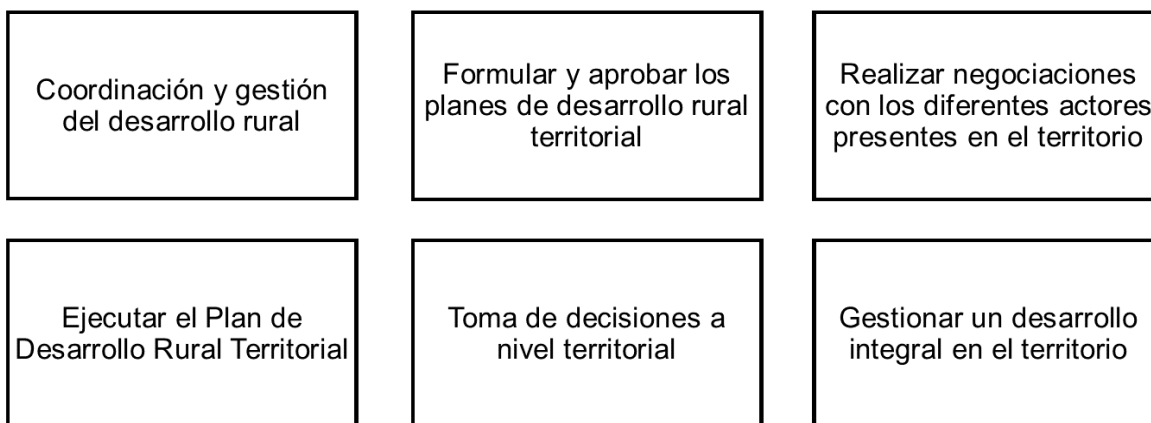 Coordinación y gestión
del desarrollo rural
Formular y aprobar los
planes de desarrollo rural
territorial
Realizar negociaciones
con los diferentes actores
presentes en el territorio
Ejecutar el Plan de
Desarrollo Rural Territorial
Toma de decisiones a
nivel territorial
Gestionar un desarrollo
integral en el territorio